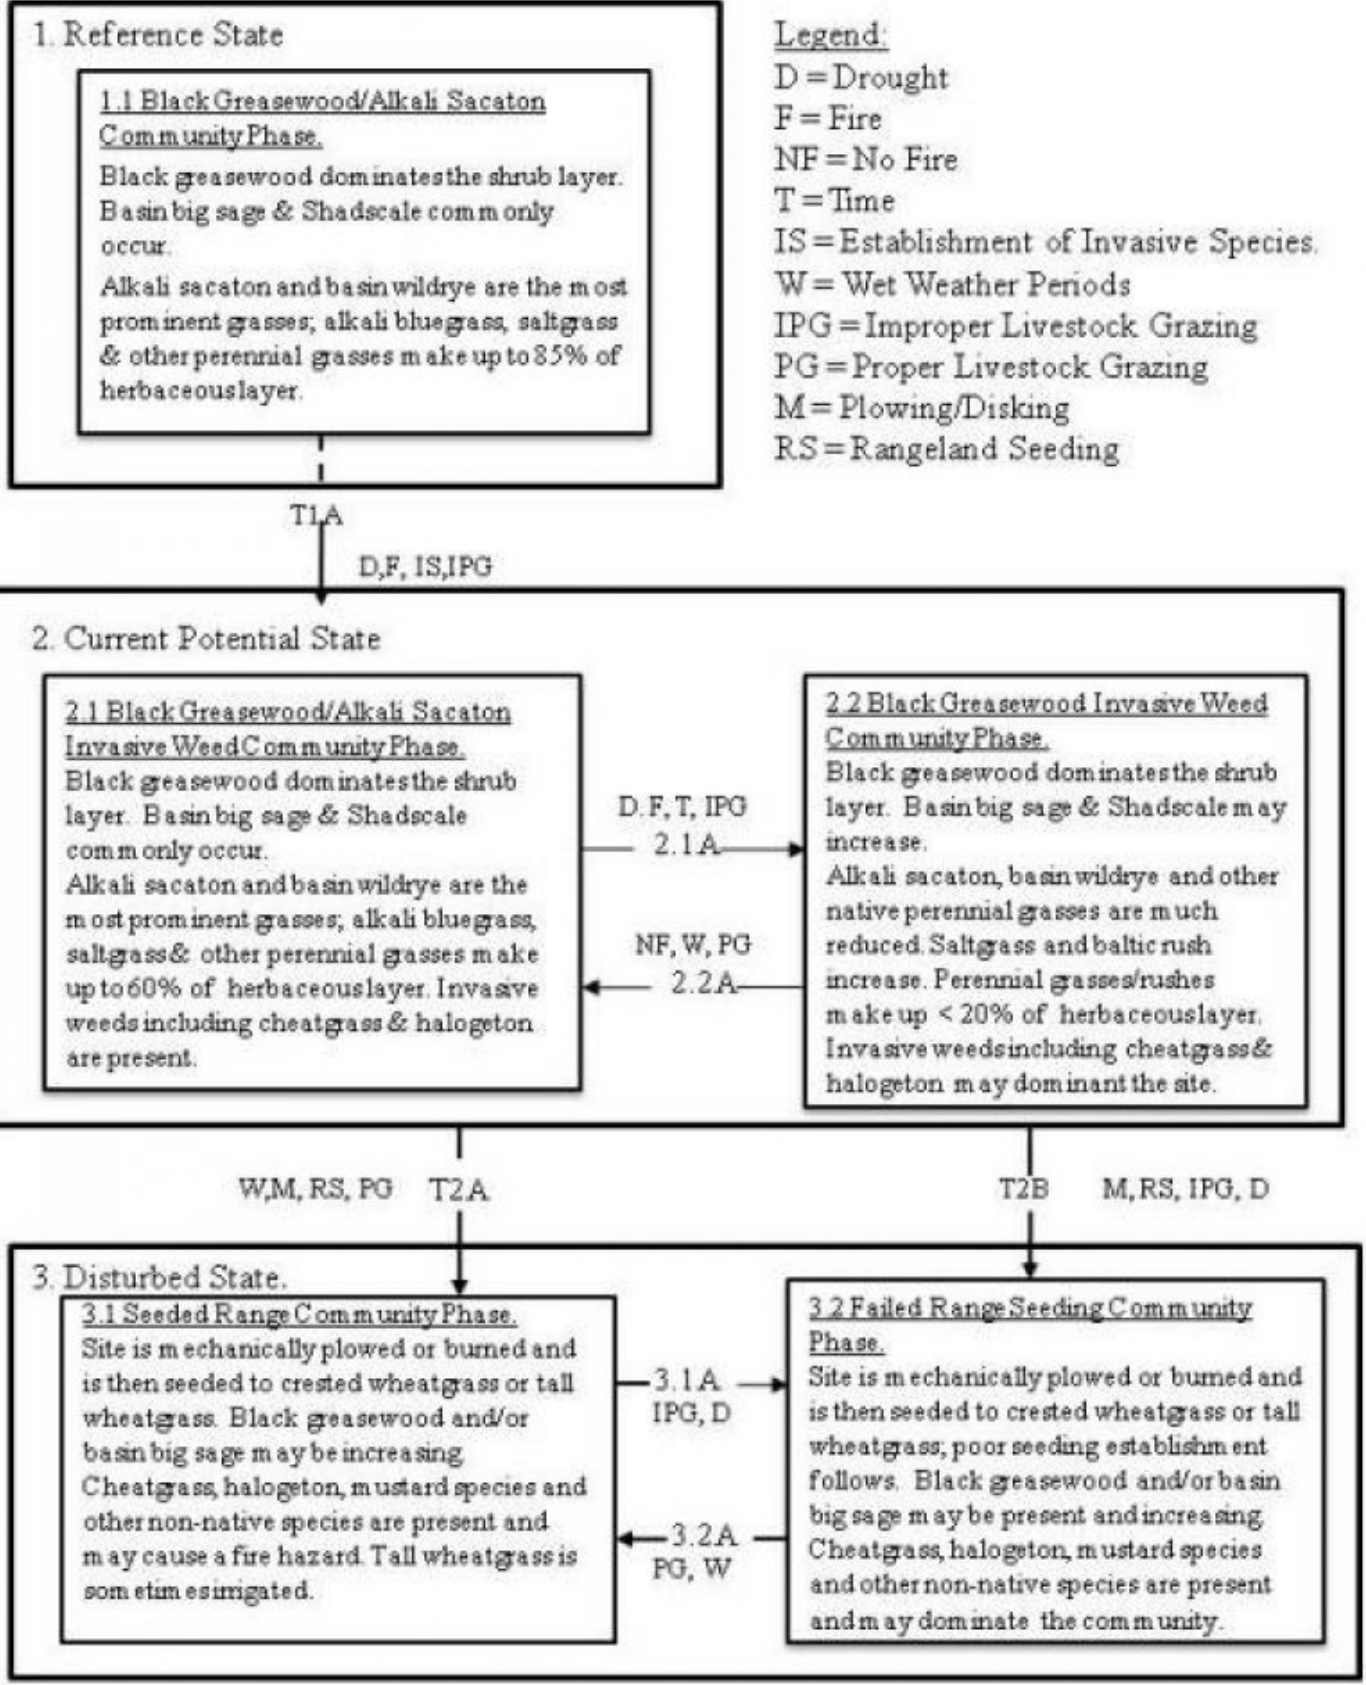 1. Reference State
1.1 Black Greasewood/Alkali Sacaton
Community Phase.
Black greasewood dominates the shrub layer.
Basin big sage & Shadscale commonly
occur.
Alkali sacaton and basin wildrye are the most
prominent grasses; alkali bluegrass, saltgrass
& other perennial grasses make up to 85% of
herbaceous layer.
Legend:
D = Drought
F = Fire
NF = No Fire
T = Time
IS = Establishment of Invasive Species.
W = Wet Weather Periods
IPG = Improper Livestock Grazing
PG = Proper Livestock Grazing
M = Plowing/Disking
RS = Rangeland Seeding
T1A
D,F, IS,IPG
2. Current Potential State
2.1 Black Greasewood/Alkali Sacaton
Invasive Weed Community Phase.
Black greasewood dominates the shrub
layer. Basin big sage & Shadscale
commonly occur.
Alkali sacaton and basin wildrye are the
most prominent grasses; alkali bluegrass,
saltgrass & other perennial grasses make
up to 60% of herbaceous layer. Invasive
weeds including cheatgrass & halogeton
are present.
D. F, T, IPG
2.1A
NF, W, PG
2.2A
2.2 Black Greasewood Invasive Weed
Community Phase.
Black greasewood dominates the shrub
layer. Basin big sage & Shadscale may
increase.
Alkali sacaton, basin wildrye and other
native perennial grasses are much
reduced. Saltgrass and baltic rush
increase. Perennial grasses/rushes
make up < 20% of herbaceous layer.
Invasive weeds including cheatgrass &
halogeton may dominant the site.
W,M, RS, PG T2A
T2B M, RS, IPG, D
3. Disturbed State.
3.1 Seeded Range Community Phase.
Site is mechanically plowed or burned and
is then seeded to crested wheatgrass or tall
wheatgrass. Black greasewood and/or
basin big sage may be increasing.
Cheatgrass, halogeton, mustard species and
other non-native species are present and
may cause a fire hazard. Tall wheatgrass is
sometimes irrigated.
3.1A
IPG, D
3.2A
PG, W
3.2 Failed Range Seeding Community
Phase.
Site is mechanically plowed or burned and
is then seeded to crested wheatgrass or tall
wheatgrass; poor seeding establishment
follows. Black greasewood and/or basin
big sage may be present and increasing.
Cheatgrass, halogeton, mustard species
and other non-native species are present
and may dominate the community.